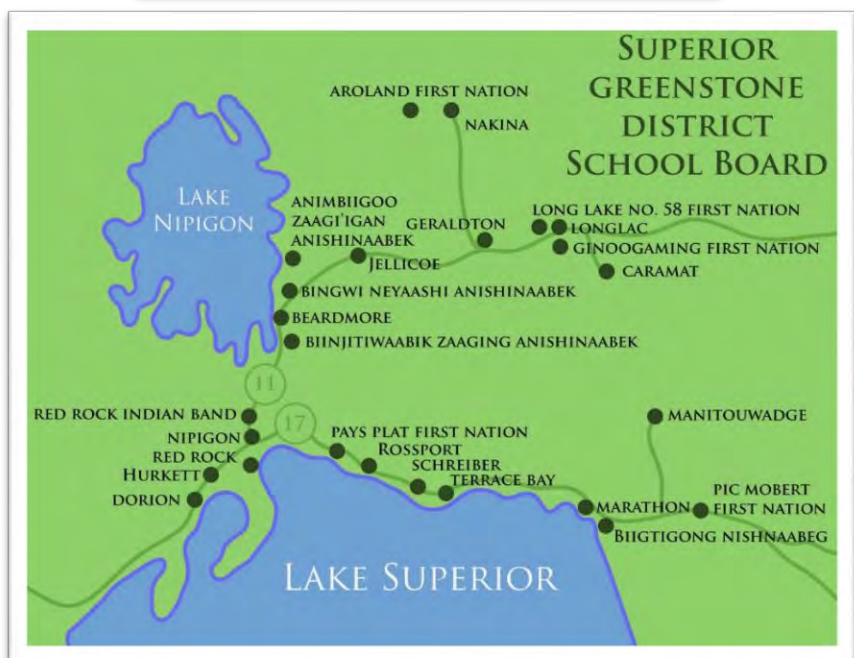 SUPERIOR
GREENSTONE
DISTRICT
SCHOOL BOARD
AROLAND FIRST NATION
NAKINA
LAKE
NIPIGON
ANIMBIIGOO
ZAAGI'IGAN
ANISHINAABEK
GERALDTON
LONG LAKE NO. 58 FIRST NATION
LONGLAC
GINOOGAMING FIRST NATION
JELLICOE
CARAMAT
BINGWI NEYAASHI ANISHINAABEK
BEARDMORE
BIINJITIWAABIK ZAAGING ANISHINAABEK
11
RED ROCK INDIAN BAND
17
MANITOUWADGE
NIPIGON
PAYS PLAT FIRST NATION
RED ROCK
ROSSPORT
HURKETT
SCHREIBER
TERRACE BAY
DORION
MARATHON
PIC MOBERT
FIRST NATION
BIIGTIGONG NISHNAABEG
LAKE SUPERIOR